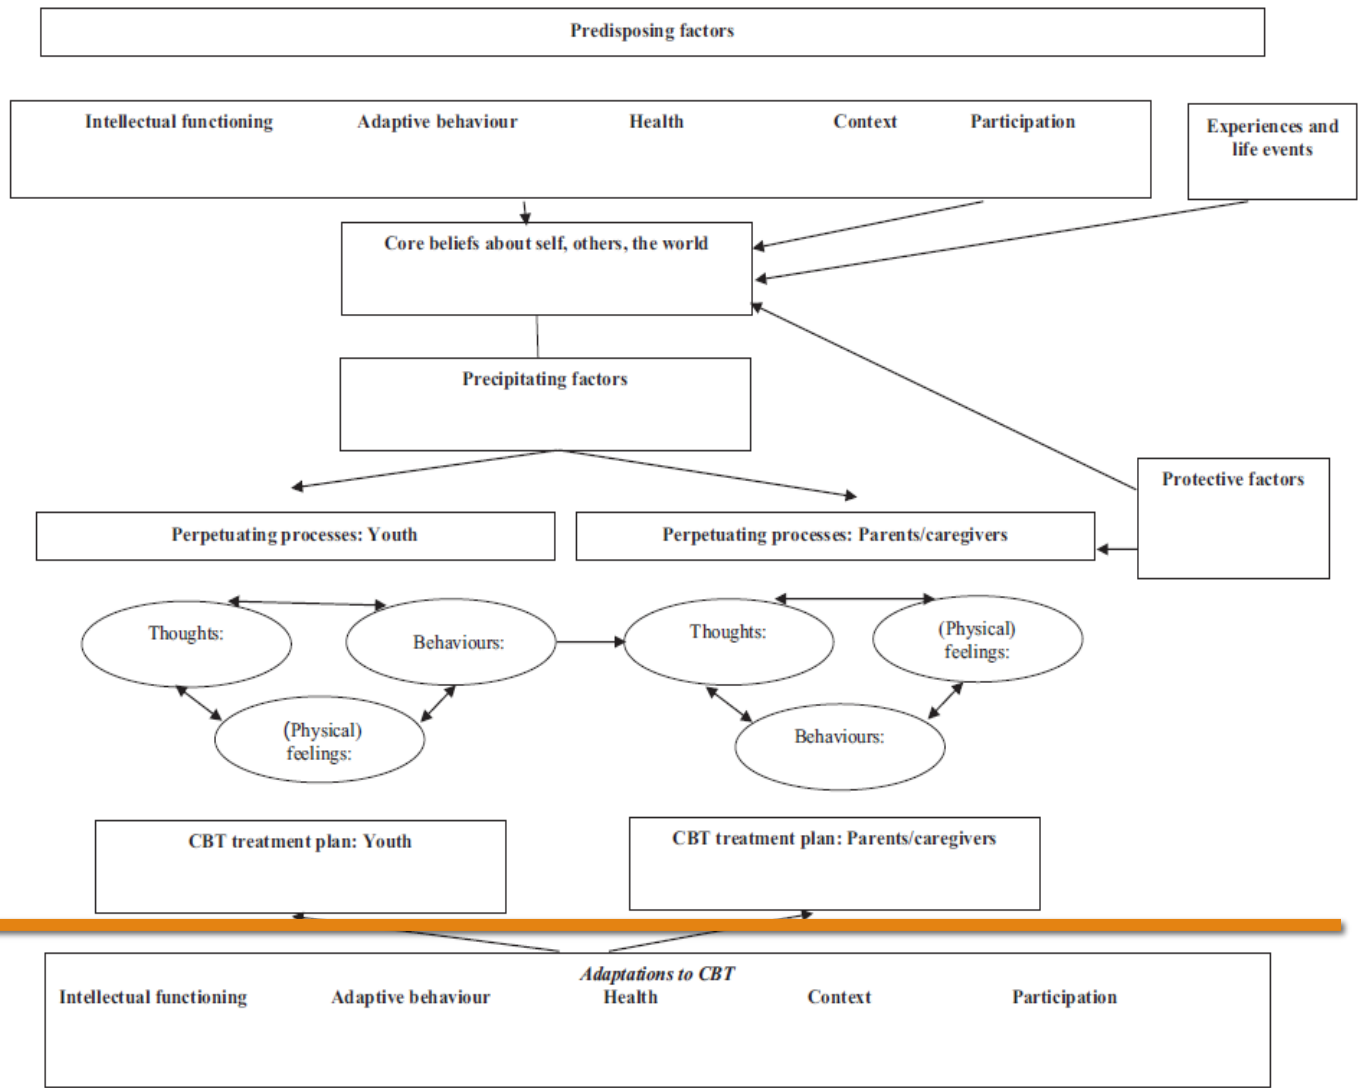 Predisposing factors
Intellectual functioning Adaptive behaviour Health Context Participation
Experiences and
life events
Core beliefs about self, others, the world
Precipitating factors
Protective factors
Perpetuating processes: Youth
Perpetuating processes: Parents/caregivers
Thoughts:
Behaviours:
(Physical)
feelings:
Thoughts:
(Physical)
feelings:
Behaviours:
CBT treatment plan: Youth
CBT treatment plan: Parents/caregivers
Adaptations to CBT
Intellectual functioning Adaptive behaviour Health Context Participation